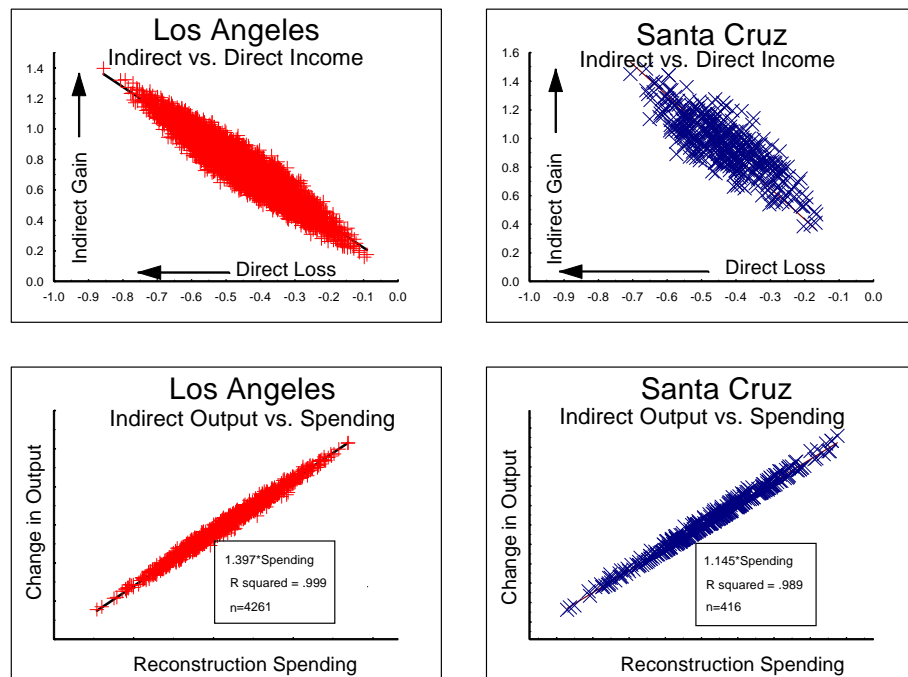 Los Angeles
Indirect vs. Direct Income
1.4
1.2
1.0
0.8
0.6
0.4
0.2
0.0
Indirect Gain
Direct Loss
-1.0 -0.9 -0.8 -0.7 -0.6 -0.5 -0.4 -0.3 -0.2 -0.1 0.0
Santa Cruz
Indirect vs. Direct Income
1.6
1.4
1.2
1.0
0.8
0.6
0.4
0.2
0.0
Indirect Gain
Direct Loss
-1.0 -0.9 -0.8 -0.7 -0.6 -0.5 -0.4 -0.3 -0.2 -0.1 0.0
Los Angeles
Indirect Output vs. Spending
Change in Output
1.397*Spending
R squared = .999
n=4261
Reconstruction Spending
Santa Cruz
Indirect Output vs. Spending
Change in Output
1.145*Spending
R squared = .989
n=416
Reconstruction Spending